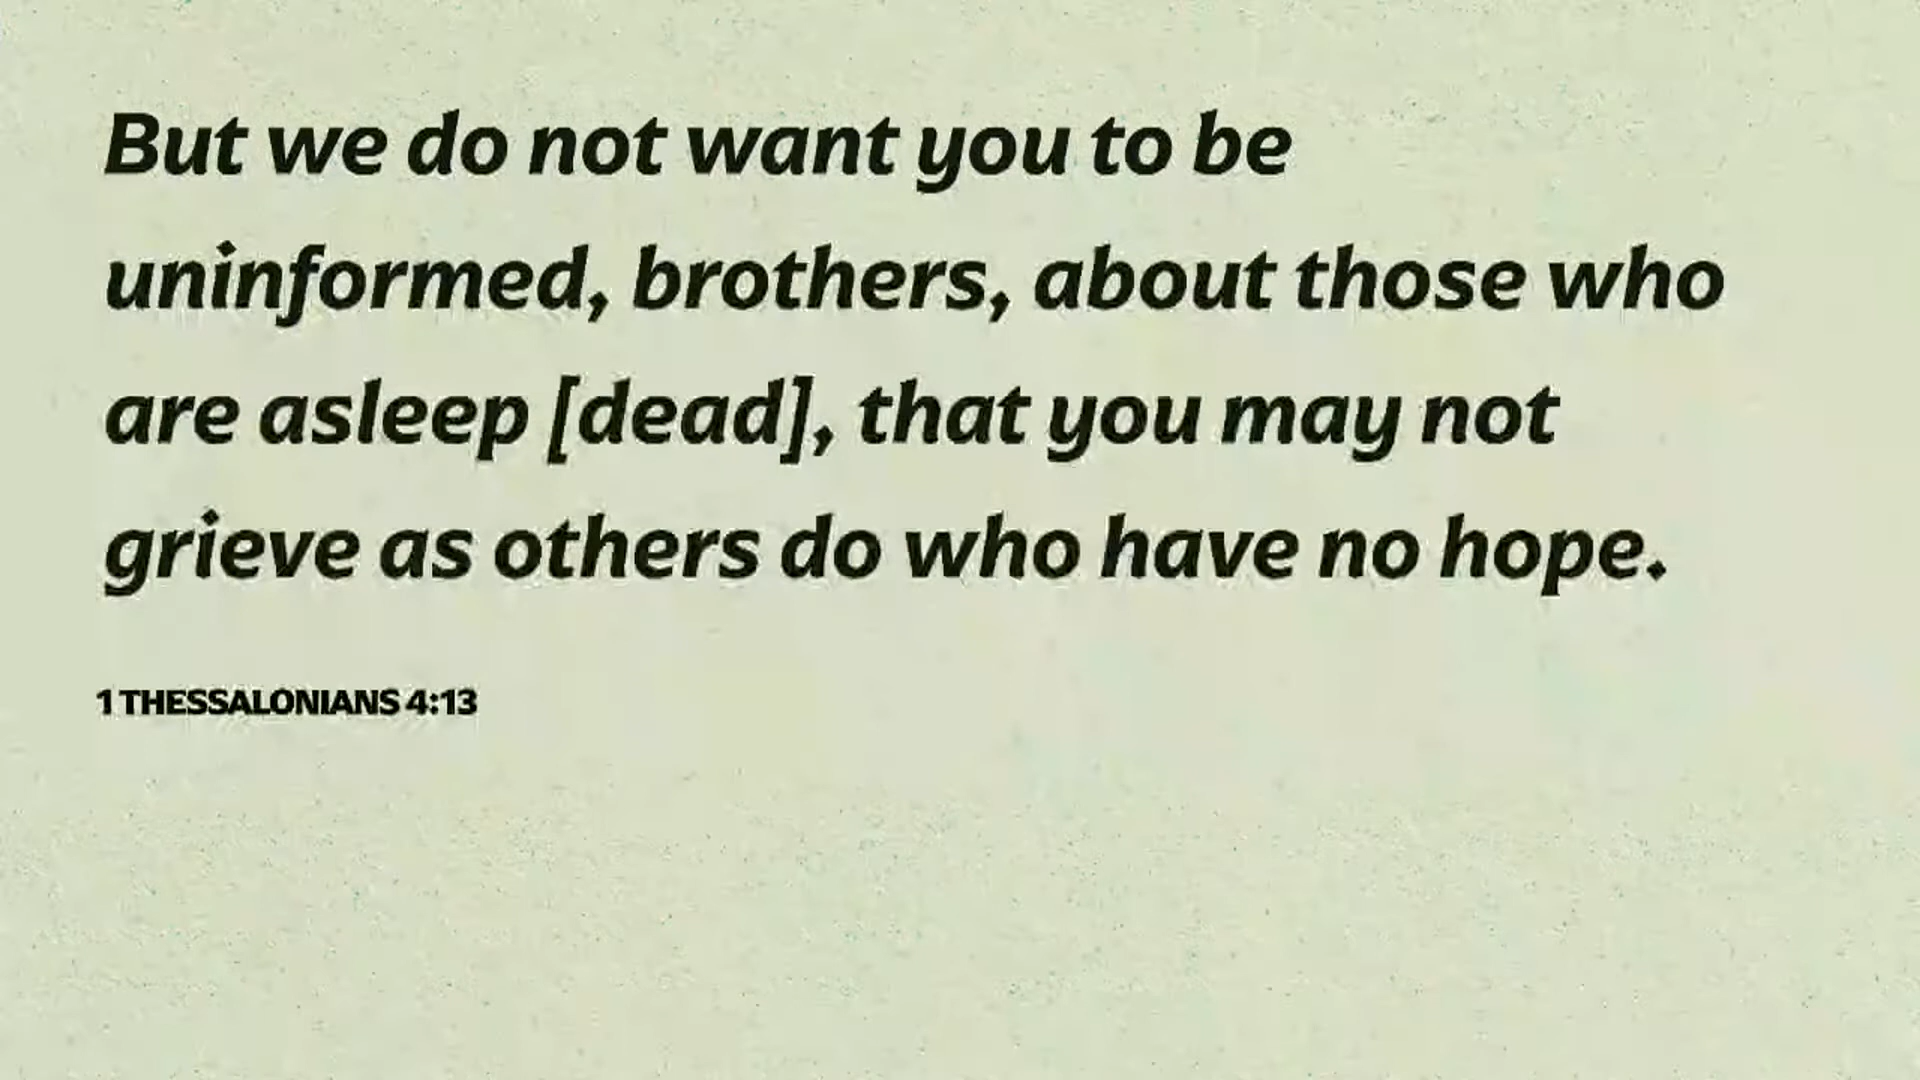 But we do not want you to be
uninformed, brothers, about those who
are asleep [dead], that you may not
grieve as others do who have no hope.
1 THESSALONIANS 4:13